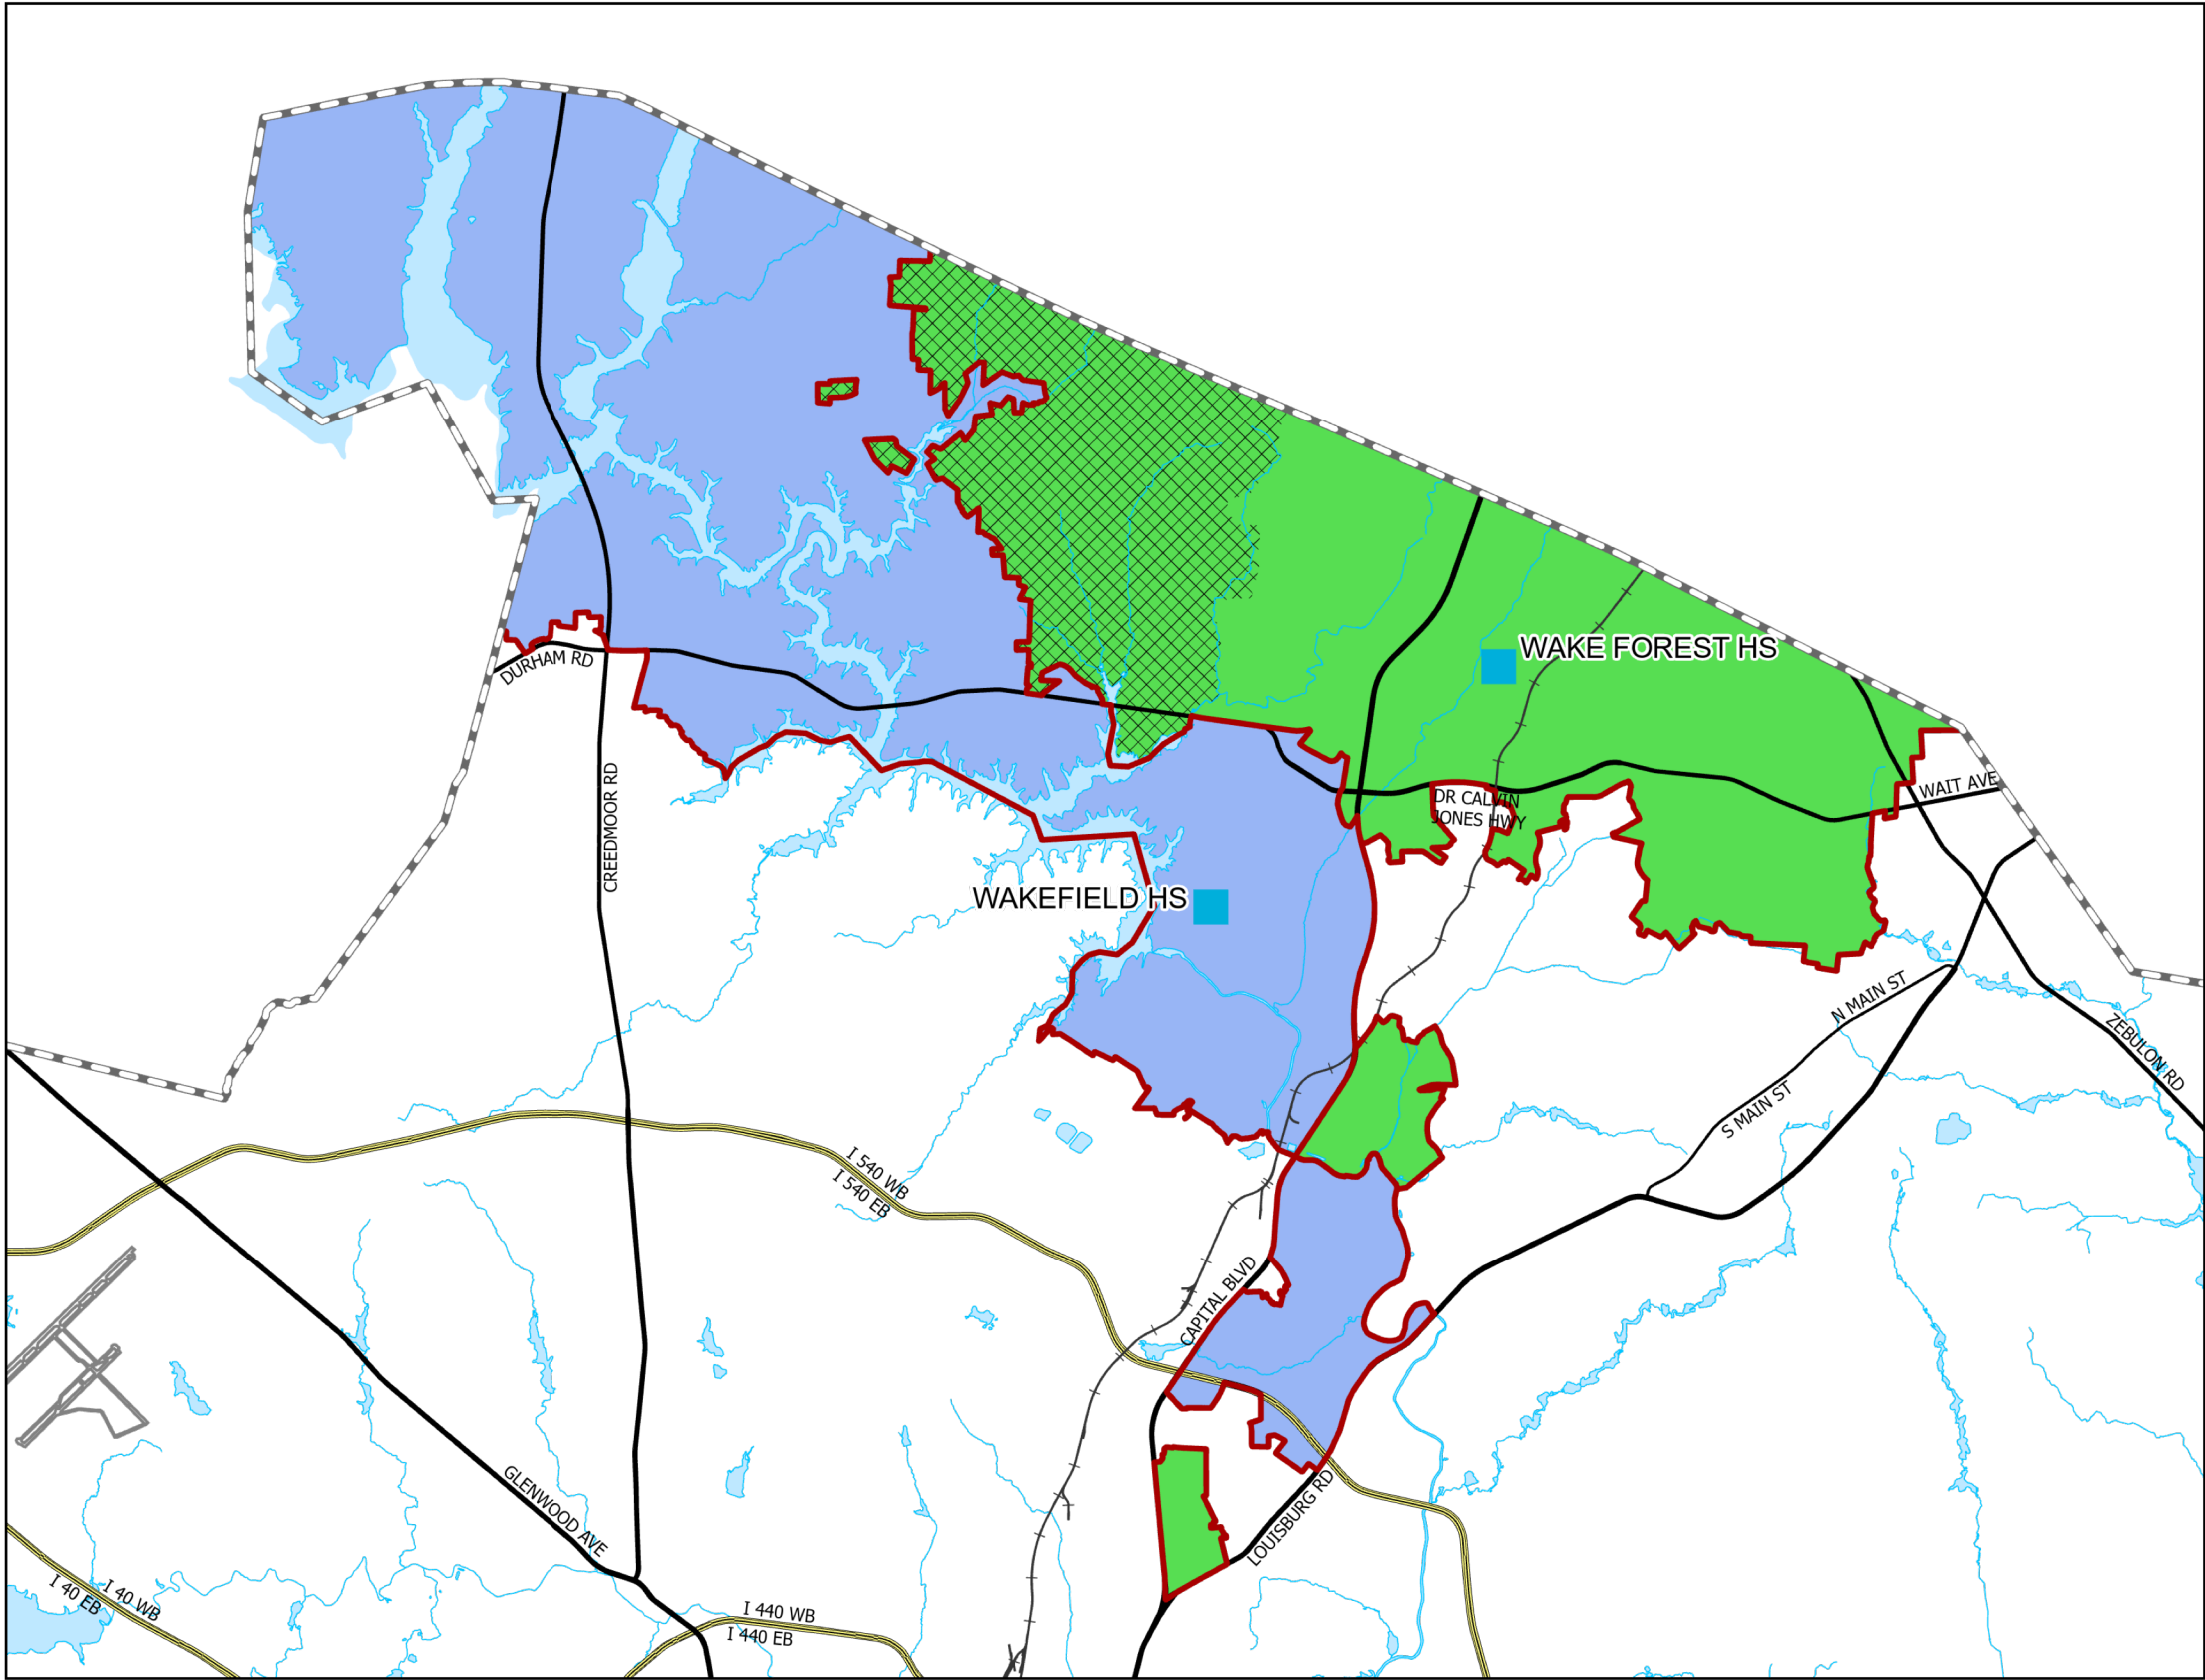 WAKE FOREST HS
DURHAM RD
CREEDMOOR RD
WAIT AVE
DR CALVIN
JONES HWY
WAKEFIELD HS
N MAIN ST
ZEBULON RD
S MAIN ST
I 540 WB
I 540 EB
CAPITAL BLVD
GLENWOOD AVE
LOUISBURG RD
I 40 WB
I 40 EB
I 440 WB
I 440 EB